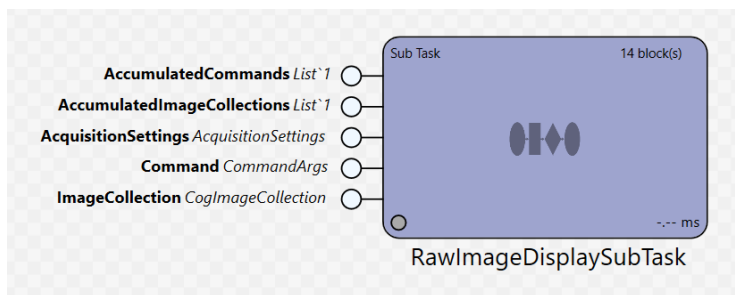 Sub Task 14 block(s)
AccumulatedCommands List`1
AccumulatedImageCollections List`1
AcquisitionSettings AcquisitionSettings
Command CommandArgs
ImageCollection CogImageCollection
-.-- ms
RawImageDisplaySubTask